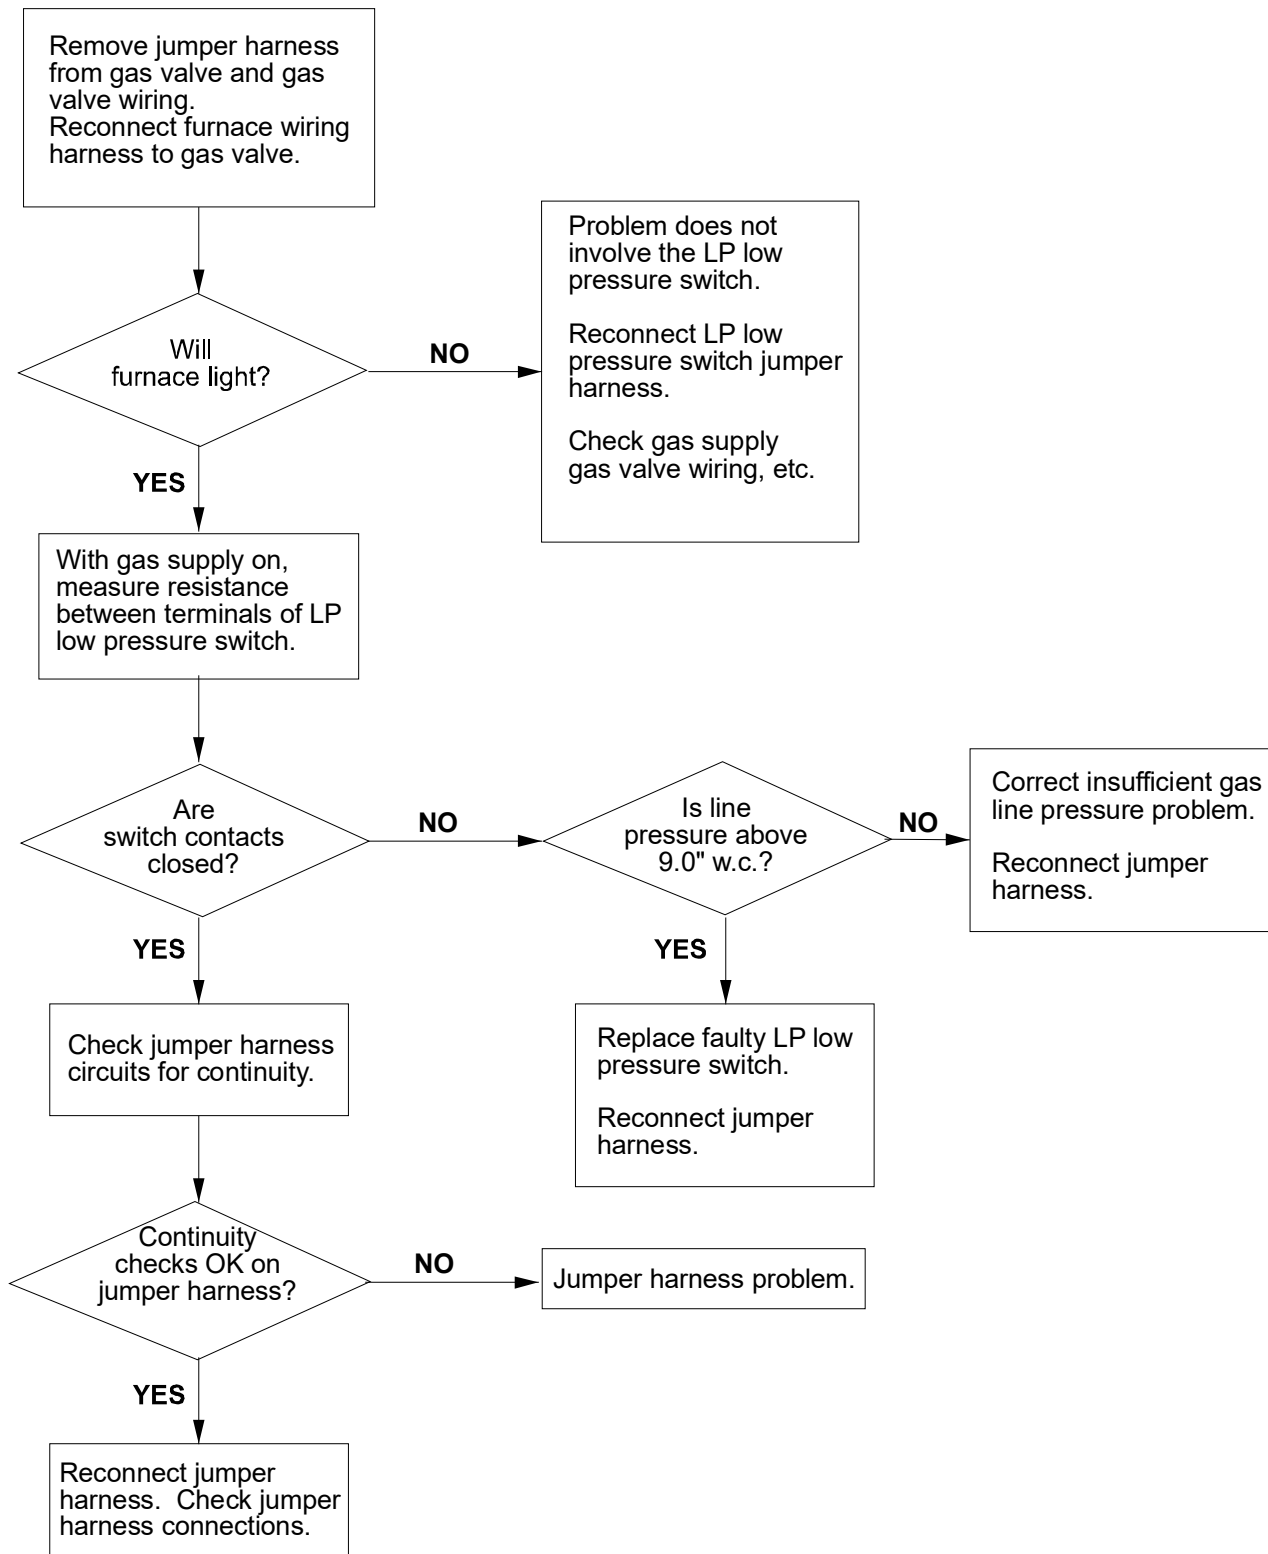 Remove jumper harness
from gas valve and gas
valve wiring.
Reconnect furnace wiring
harness to gas valve.
Will
furnace light?
NO
Problem does not
involve the LP low
pressure switch.
Reconnect LP low
pressure switch jumper
harness.
Check gas supply
gas valve wiring, etc.
YES
With gas supply on,
measure resistance
between terminals of LP
low pressure switch.
Are
switch contacts
closed?
NO
Is line
pressure above
9.0" w.c.?
NO
Correct insufficient gas
line pressure problem.
Reconnect jumper
harness.
YES
YES
Check jumper harness
circuits for continuity.
Replace faulty LP low
pressure switch.
Reconnect jumper
harness.
Continuity
checks OK on
jumper harness?
NO
Jumper harness problem.
YES
Reconnect jumper
harness.  Check jumper
harness connections.